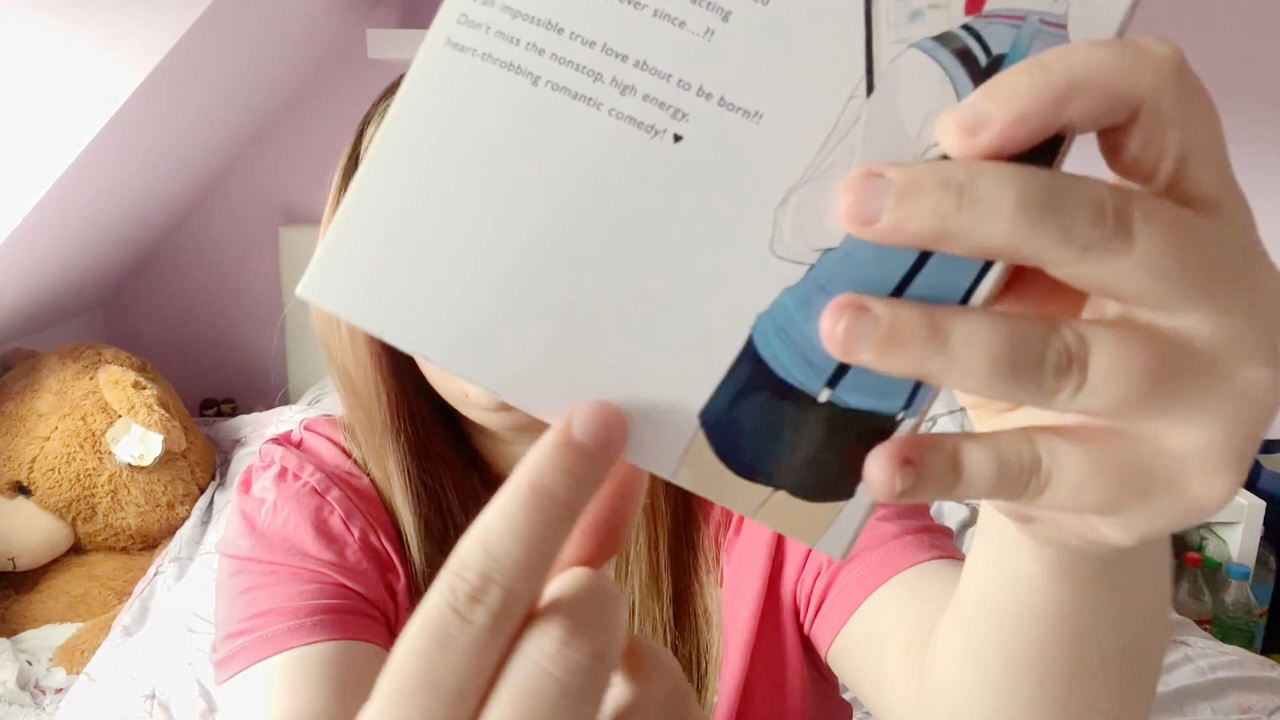 acting
ever since...?!
an impossible true love about to be born?!
Don't miss the nonstop, high energy,
heart-throbbing romantic comedy! ♥